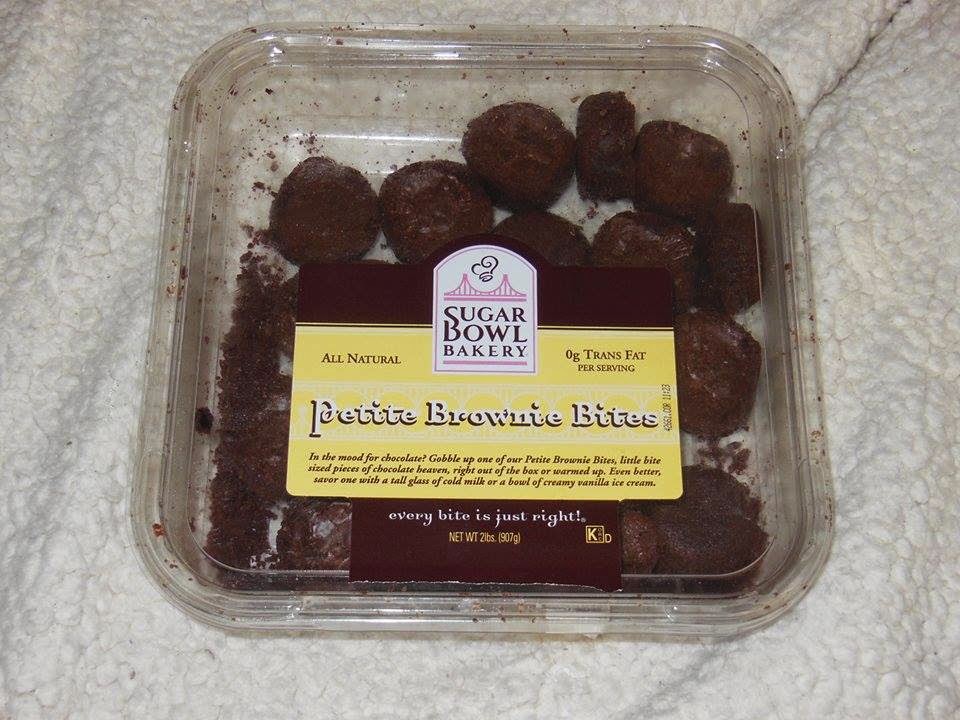 SUGAR
BOWL
BAKERY
ALL NATURAL
0g TRANS FAT
PER SERVING
Petite Brownie Bites
In the mood for chocolate? Gobble up one of our Petite Brownie Bites, little bite
sized pieces of chocolate heaven, right out of the box or warmed up. Even better,
savor one with a tall glass of cold milk or a bowl of creamy vanilla ice cream.
every bite is just right!®
NET WT 2lbs. (907g)
K D